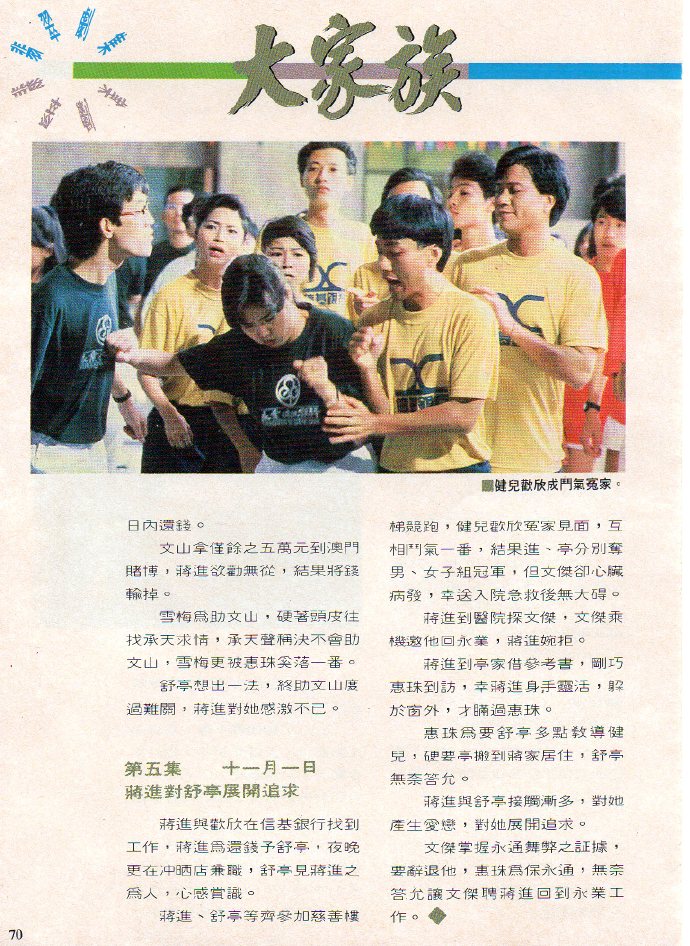 大家族
■健兒歡欣成鬥氣冤家。
日內還錢。
文山拿僅餘之五萬元到澳門
賭博，蔣進欲勸無從，結果將錢
輸掉。
雪梅為助文山，硬著頭皮往
找承天求情，承天聲稱決不會助
文山，雪梅更被惠珠奚落一番。
舒亭想出一法，終助文山度
過難關，蔣進對她感激不已。
第五集　十一月一日
蔣進對舒亭展開追求
蔣進與歡欣在信基銀行找到
工作，蔣進為還錢予舒亭，夜晚
更在冲晒店兼職，舒亭見蔣進之
為人，心感賞識。
蔣進、舒亭等齊參加慈善樓
梯競跑，健兒歡欣冤家見面，互
相鬥氣一番，結果進、亭分別奪
男、女子組冠軍，但文傑卻心臟
病發，幸送入院急救後無大碍。
蔣進到醫院探文傑，文傑乘
機邀他回永業，蔣進婉拒。
蔣進到亭家借參考書，剛巧
惠珠到訪，幸蔣進身手靈活，躱
於窗外，才瞞過惠珠。
惠珠為要舒亭多點教導健
兒，硬要亭搬到蔣家居住，舒亭
無奈答允。
蔣進與舒亭接觸漸多，對她
產生愛戀，對她展開追求。
文傑掌握永通舞弊之証據，
要辭退他，惠珠為保永通，無奈
答允讓文傑聘蔣進回到永業工
作。
70